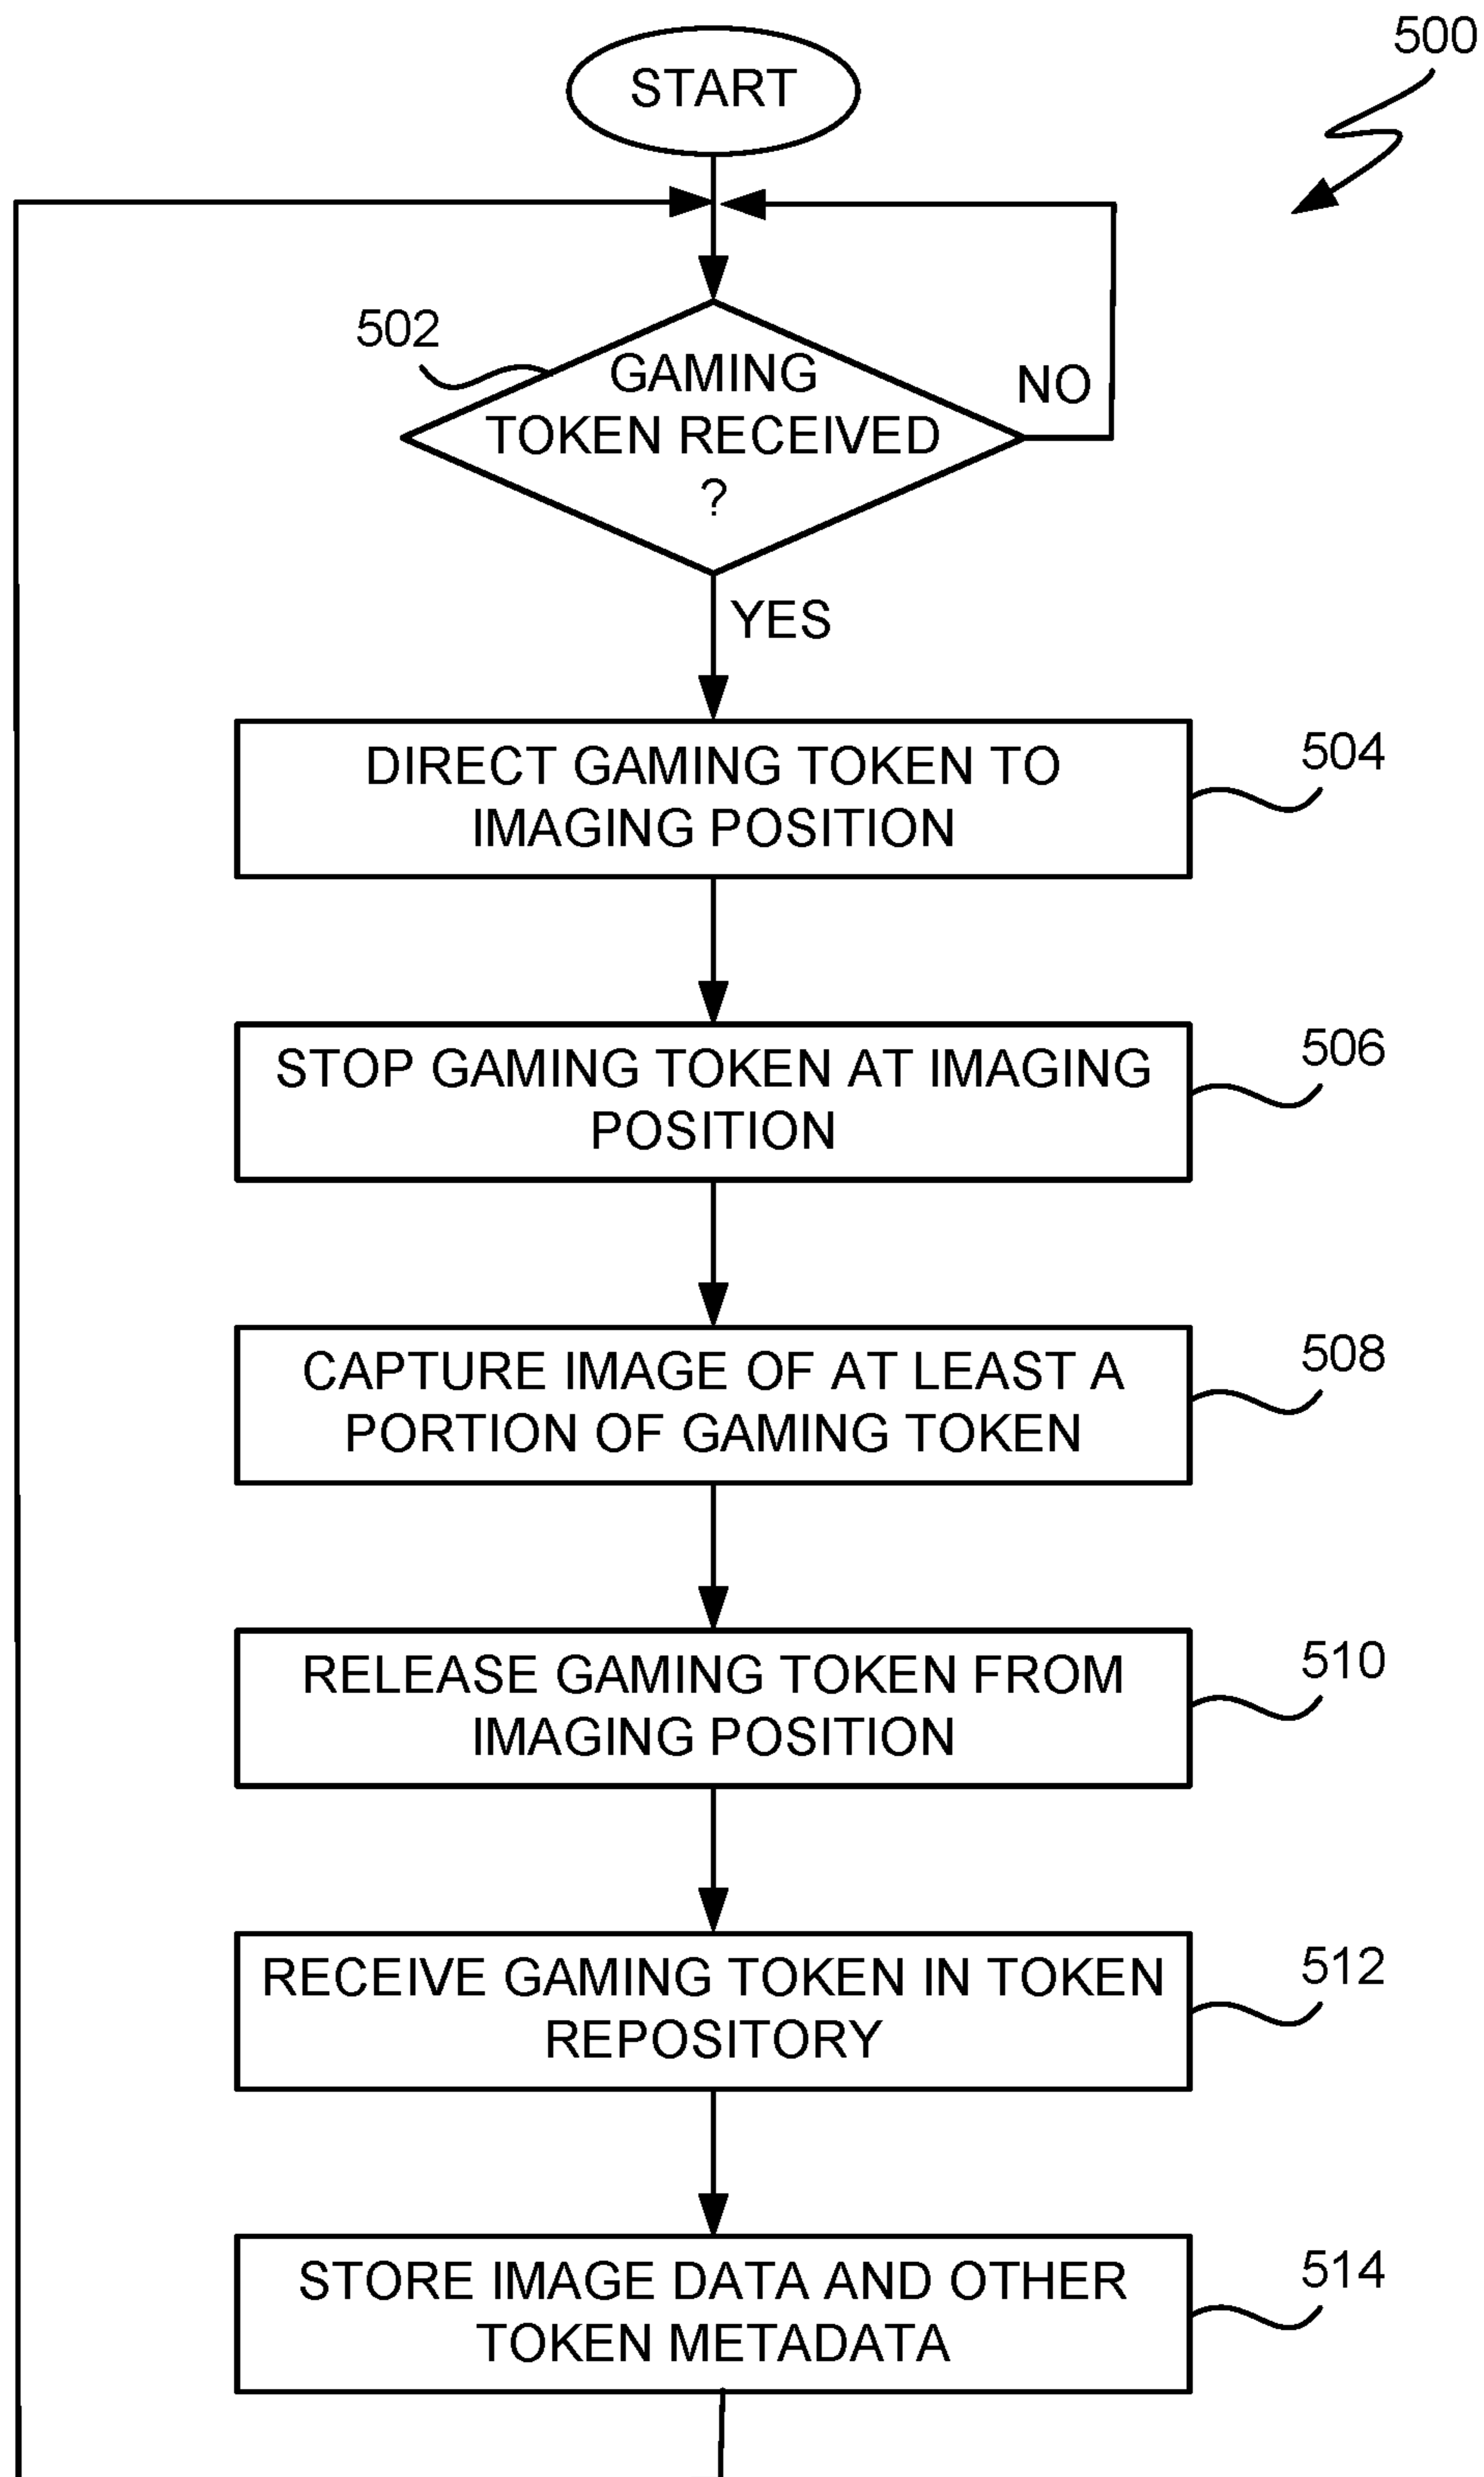 500
START
502
GAMING
TOKEN RECEIVED
?
NO
YES
DIRECT GAMING TOKEN TO
IMAGING POSITION
504
STOP GAMING TOKEN AT IMAGING
POSITION
506
CAPTURE IMAGE OF AT LEAST A
PORTION OF GAMING TOKEN
508
RELEASE GAMING TOKEN FROM
IMAGING POSITION
510
RECEIVE GAMING TOKEN IN TOKEN
REPOSITORY
512
STORE IMAGE DATA AND OTHER
TOKEN METADATA
514